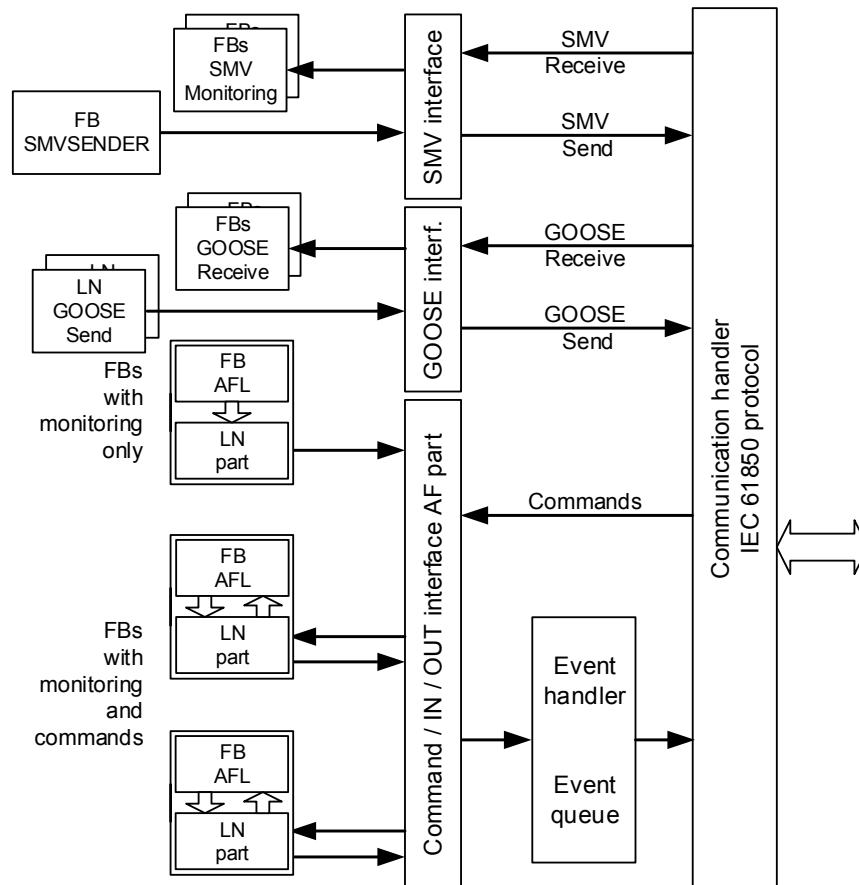 FBs
FBs
SMV
Monitoring
FB
SMVSENDER
SMV interface
SMV
Receive
SMV
Send
FBs
FBs
GOOSE
Receive
LN
LN
GOOSE
Send
GOOSE interf.
GOOSE
Receive
GOOSE
Send
FBs
with
monitoring
only
FB
AFL
LN
part
Command / IN / OUT interface AF part
Commands
Communication handler
IEC 61850 protocol
FBs
with
monitoring
and
commands
FB
AFL
LN
part
Event
handler
Event
queue
FB
AFL
LN
part